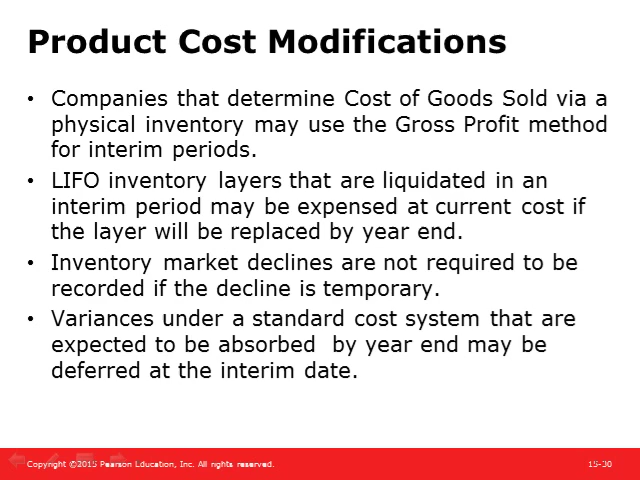 Product Cost Modifications
• Companies that determine Cost of Goods Sold via a
physical inventory may use the Gross Profit method
for interim periods.
• LIFO inventory layers that are liquidated in an
interim period may be expensed at current cost if
the layer will be replaced by year end.
• Inventory market declines are not required to be
recorded if the decline is temporary.
• Variances under a standard cost system that are
expected to be absorbed by year end may be
deferred at the interim date.
Copyright ©2015 Pearson Education, Inc. All rights reserved.
15-30